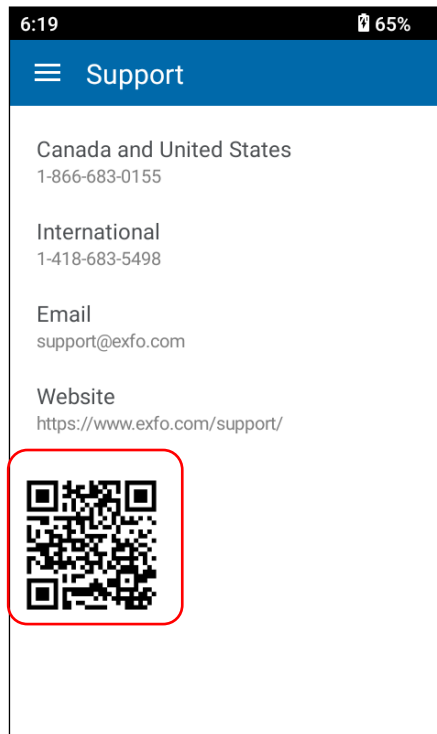 6:19 65%
Support
Canada and United States
1-866-683-0155
International
1-418-683-5498
Email
support@exfo.com
Website
https://www.exfo.com/support/